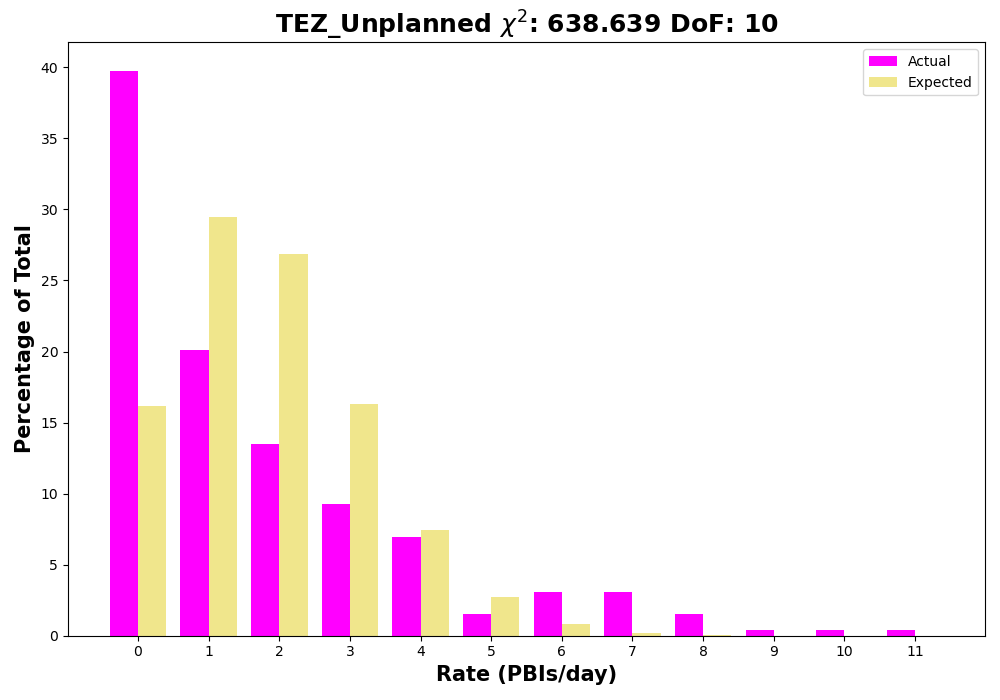 TEZ_Unplanned χ²: 638.639 DoF: 10
Actual
Expected
Percentage of Total
40
35
30
25
20
15
10
5
0
0 1 2 3 4 5 6 7 8 9 10 11
Rate (PBIs/day)